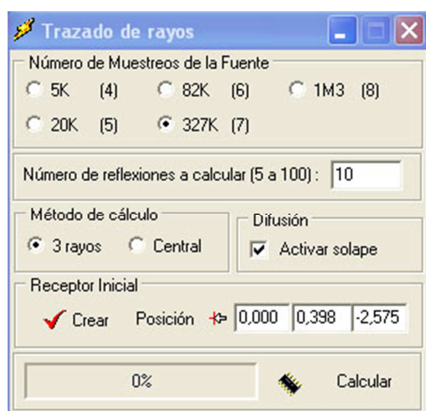 Trazado de rayos
Número de Muestreos de la Fuente
5K (4) 82K (6) 1M3 (8)
20K (5) 327K (7)
Número de reflexiones a calcular (5 a 100) : 10
Método de cálculo
3 rayos Central
Difusión
Activar solape
Receptor Inicial
Crear Posición 0,000 0,398 -2,575
0% Calcular